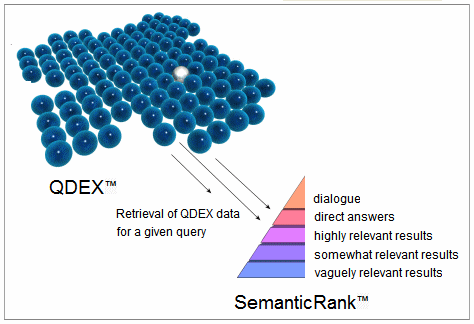 QDEX™
Retrieval of QDEX data
for a given query
dialogue
direct answers
highly relevant results
somewhat relevant results
vaguely relevant results
SemanticRank™